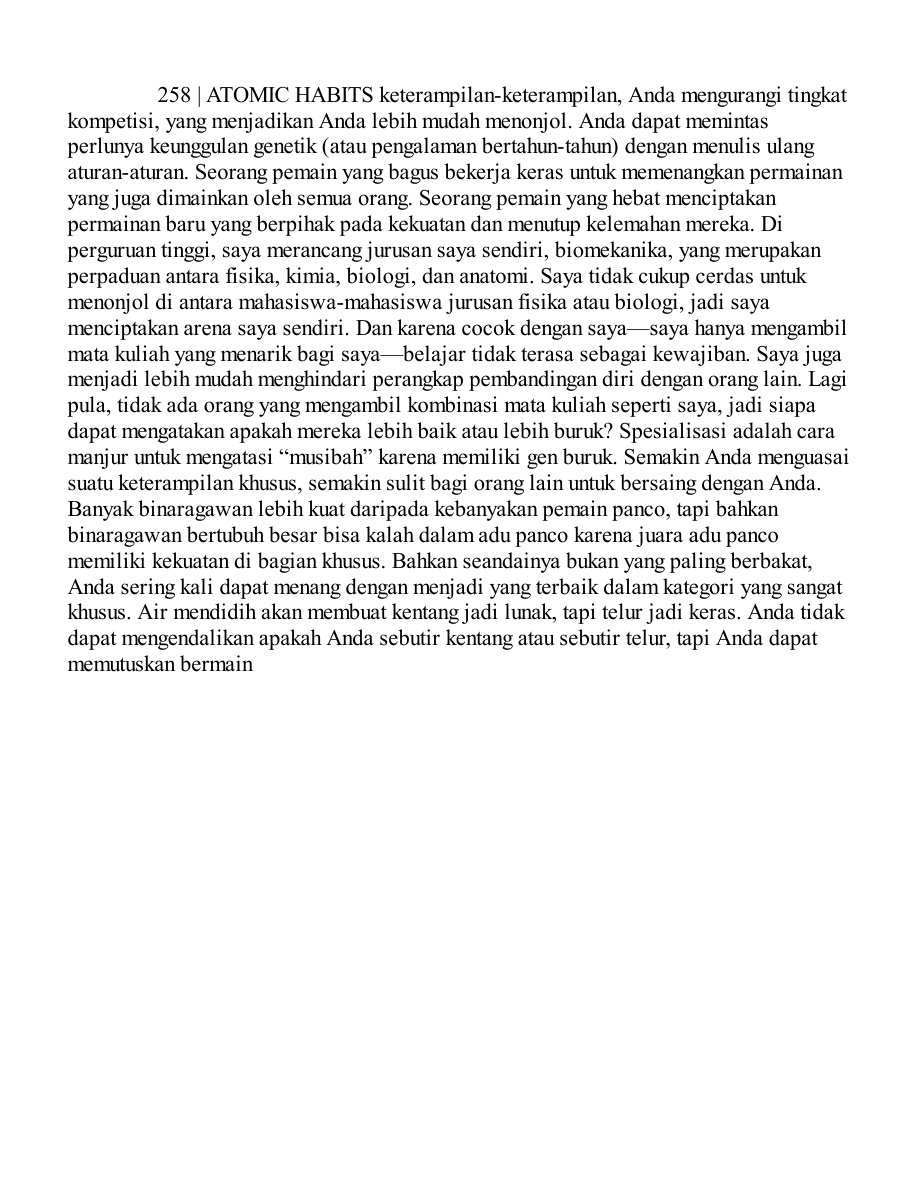 258 | ATOMIC HABITS keterampilan-keterampilan, Anda mengurangi tingkat
kompetisi, yang menjadikan Anda lebih mudah menonjol. Anda dapat memintas
perlunya keunggulan genetik (atau pengalaman bertahun-tahun) dengan menulis ulang
aturan-aturan. Seorang pemain yang bagus bekerja keras untuk memenangkan permainan
yang juga dimainkan oleh semua orang. Seorang pemain yang hebat menciptakan
permainan baru yang berpihak pada kekuatan dan menutup kelemahan mereka. Di
perguruan tinggi, saya merancang jurusan saya sendiri, biomekanika, yang merupakan
perpaduan antara fisika, kimia, biologi, dan anatomi. Saya tidak cukup cerdas untuk
menonjol di antara mahasiswa-mahasiswa jurusan fisika atau biologi, jadi saya
menciptakan arena saya sendiri. Dan karena cocok dengan saya—saya hanya mengambil
mata kuliah yang menarik bagi saya—belajar tidak terasa sebagai kewajiban. Saya juga
menjadi lebih mudah menghindari perangkap pembandingan diri dengan orang lain. Lagi
pula, tidak ada orang yang mengambil kombinasi mata kuliah seperti saya, jadi siapa
dapat mengatakan apakah mereka lebih baik atau lebih buruk? Spesialisasi adalah cara
manjur untuk mengatasi “musibah” karena memiliki gen buruk. Semakin Anda menguasai
suatu keterampilan khusus, semakin sulit bagi orang lain untuk bersaing dengan Anda.
Banyak binaragawan lebih kuat daripada kebanyakan pemain panco, tapi bahkan
binaragawan bertubuh besar bisa kalah dalam adu panco karena juara adu panco
memiliki kekuatan di bagian khusus. Bahkan seandainya bukan yang paling berbakat,
Anda sering kali dapat menang dengan menjadi yang terbaik dalam kategori yang sangat
khusus. Air mendidih akan membuat kentang jadi lunak, tapi telur jadi keras. Anda tidak
dapat mengendalikan apakah Anda sebutir kentang atau sebutir telur, tapi Anda dapat
memutuskan bermain